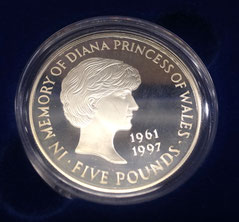 IN MEMORY OF DIANA PRINCESS OF WALES
1961
1997
· FIVE POUNDS ·